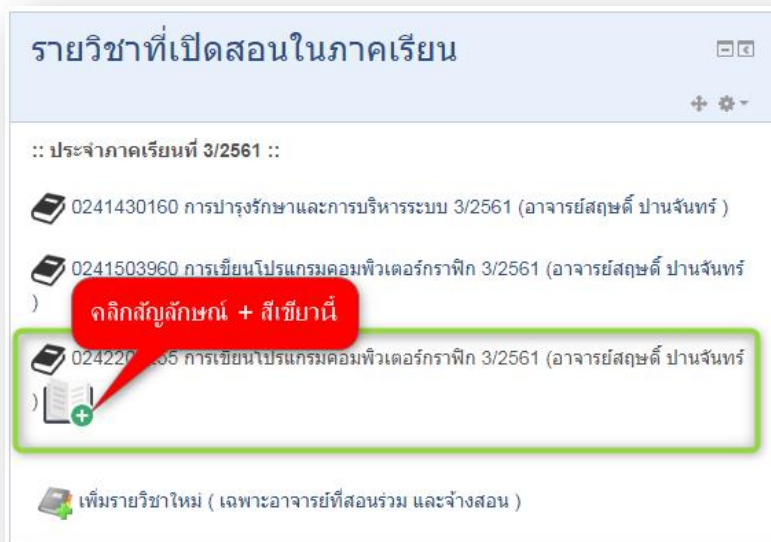 รายวิชาที่เปิดสอนในภาคเรียน
:: ประจำภาคเรียนที่ 3/2561 ::
0241430160 การบำรุงรักษาและการบริหารระบบ 3/2561 (อาจารย์สฤษดิ์ ปานจันทร์ )
0241503960 การเขียนโปรแกรมคอมพิวเตอร์กราฟิก 3/2561 (อาจารย์สฤษดิ์ ปานจันทร์
)
คลิกสัญลักษณ์ + สีเขียวนี้
การเขียนโปรแกรมคอมพิวเตอร์กราฟิก 3/2561 (อาจารย์สฤษดิ์ ปานจันทร์
)
เพิ่มรายวิชาใหม่ ( เฉพาะอาจารย์ที่สอนร่วม และจ้างสอน )